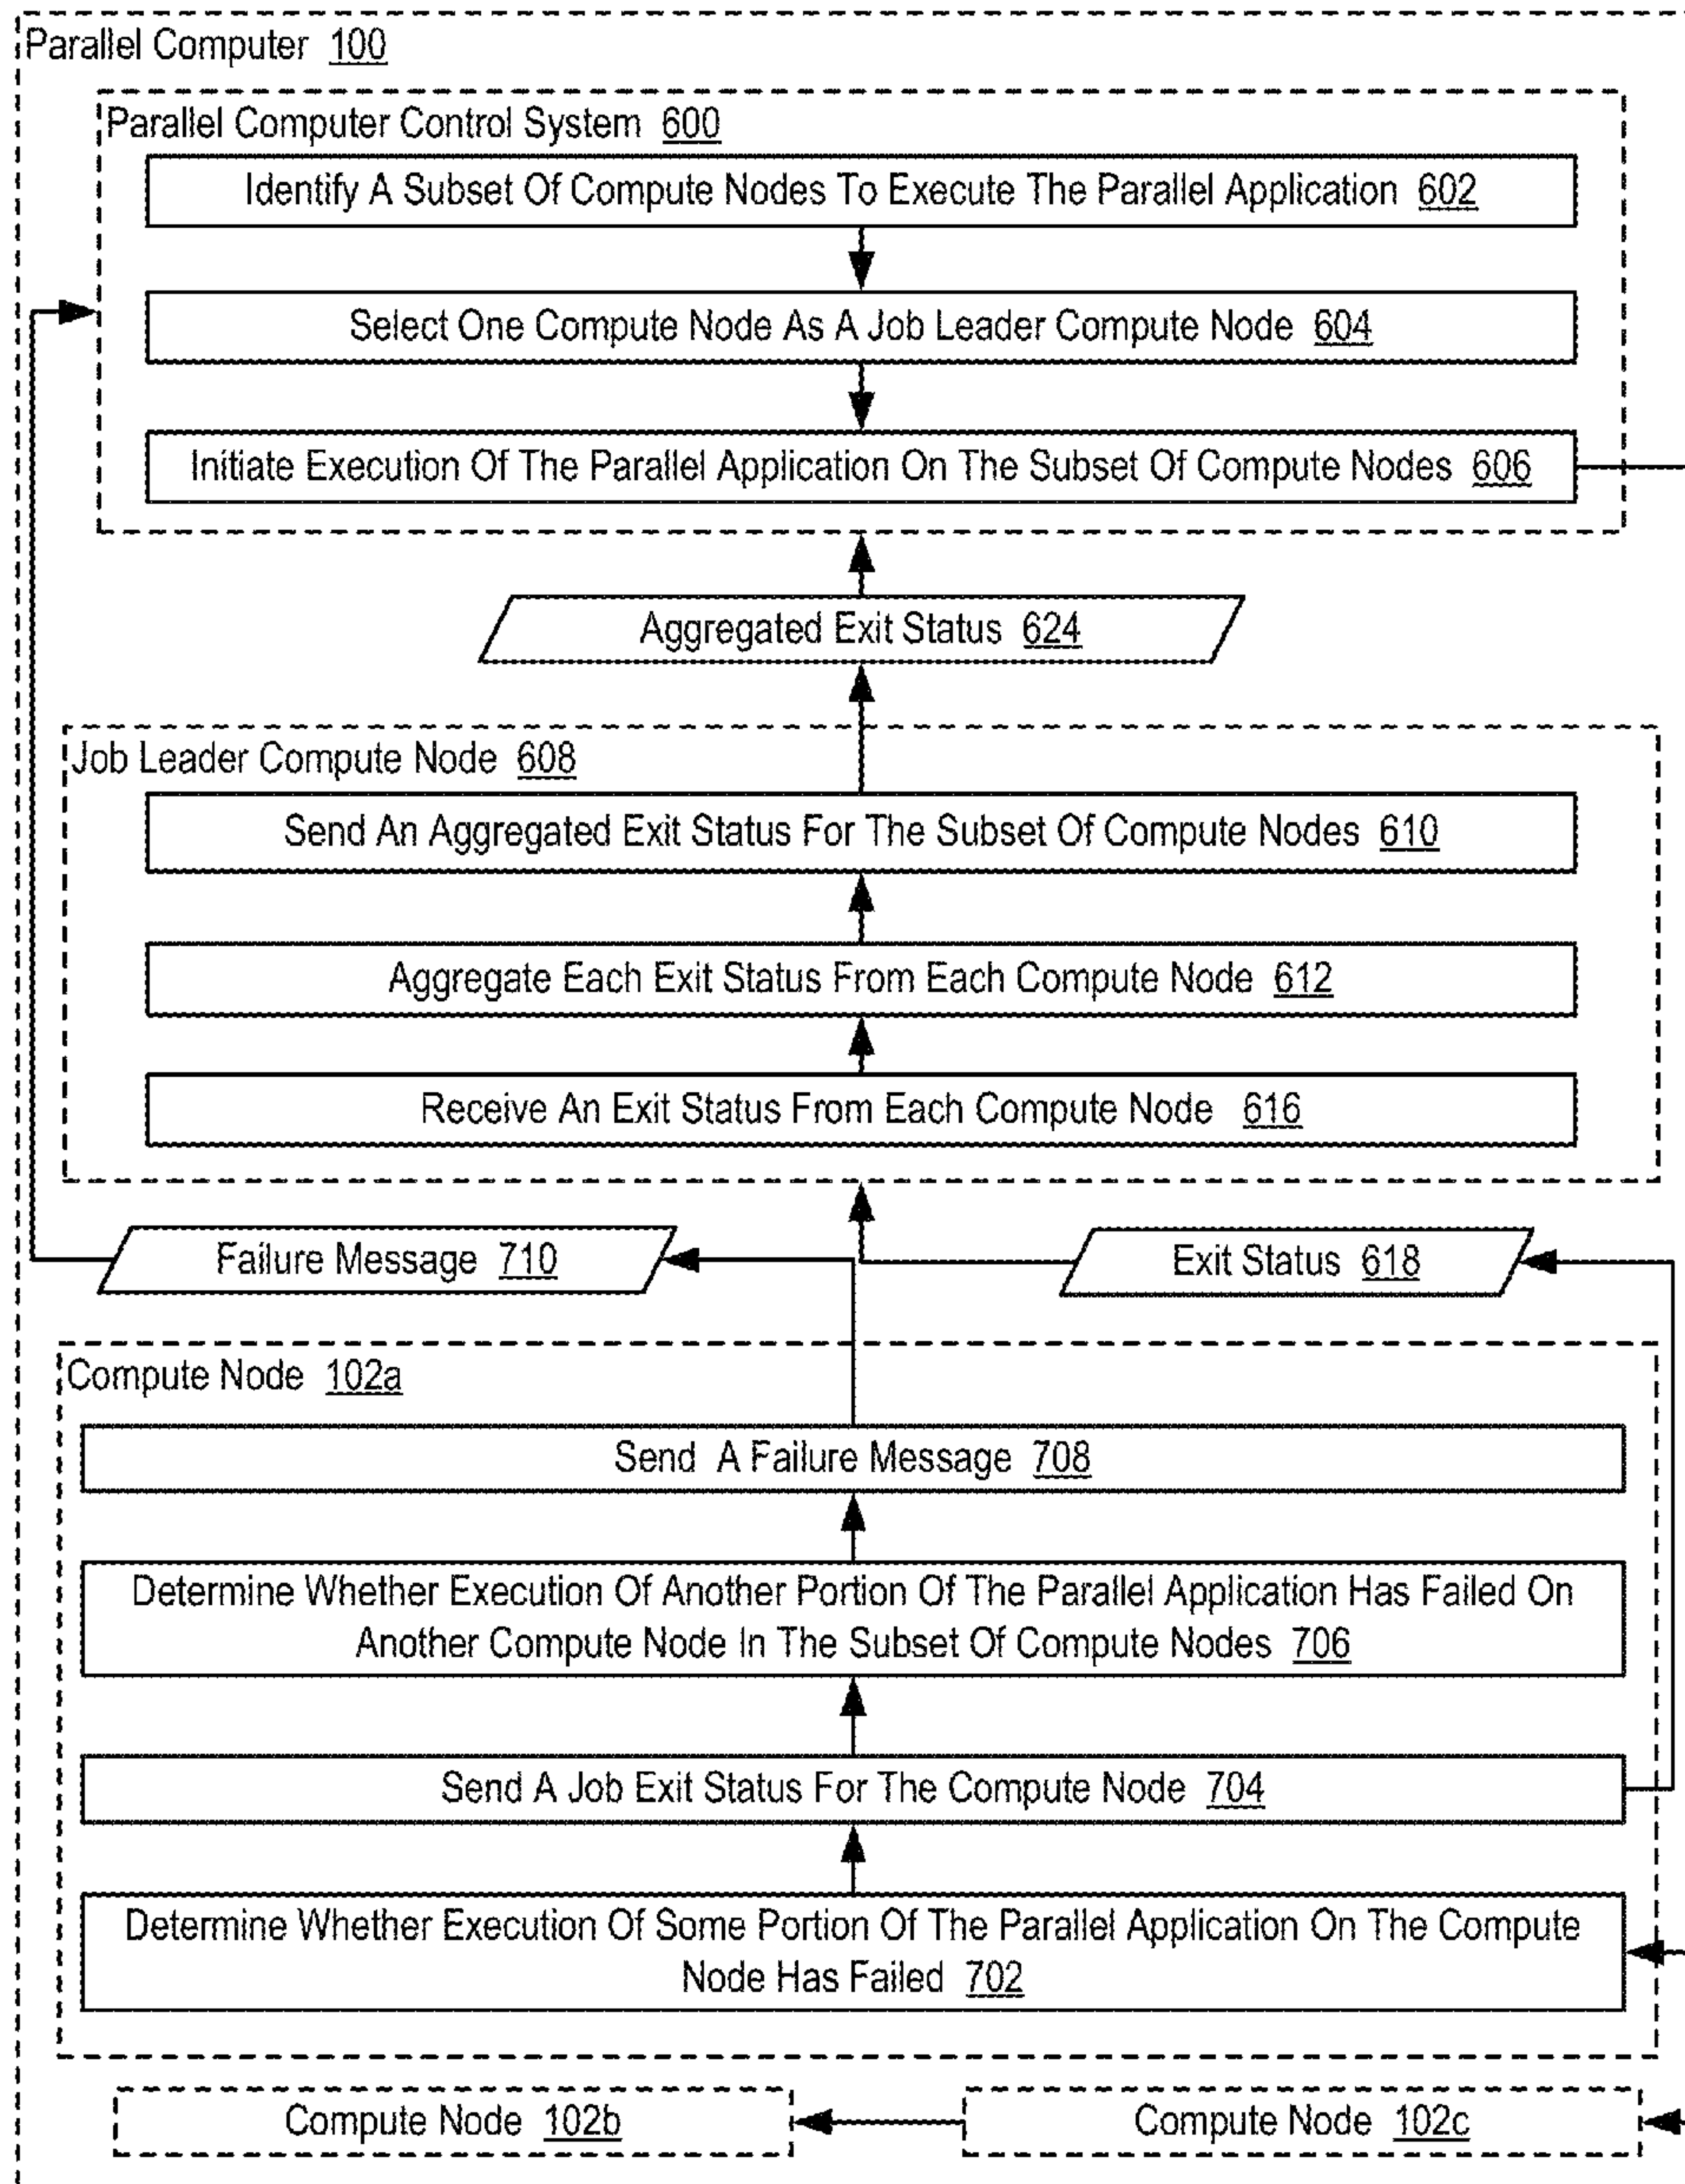 Parallel Computer 100
Parallel Computer Control System 600
Identify A Subset Of Compute Nodes To Execute The Parallel Application 602
Select One Compute Node As A Job Leader Compute Node 604
Initiate Execution Of The Parallel Application On The Subset Of Compute Nodes 606
Aggregated Exit Status 624
Job Leader Compute Node 608
Send An Aggregated Exit Status For The Subset Of Compute Nodes 610
Aggregate Each Exit Status From Each Compute Node 612
Receive An Exit Status From Each Compute Node 616
Failure Message 710
Exit Status 618
Compute Node 102a
Send A Failure Message 708
Determine Whether Execution Of Another Portion Of The Parallel Application Has Failed On
Another Compute Node In The Subset Of Compute Nodes 706
Send A Job Exit Status For The Compute Node 704
Determine Whether Execution Of Some Portion Of The Parallel Application On The Compute
Node Has Failed 702
Compute Node 102b
Compute Node 102c